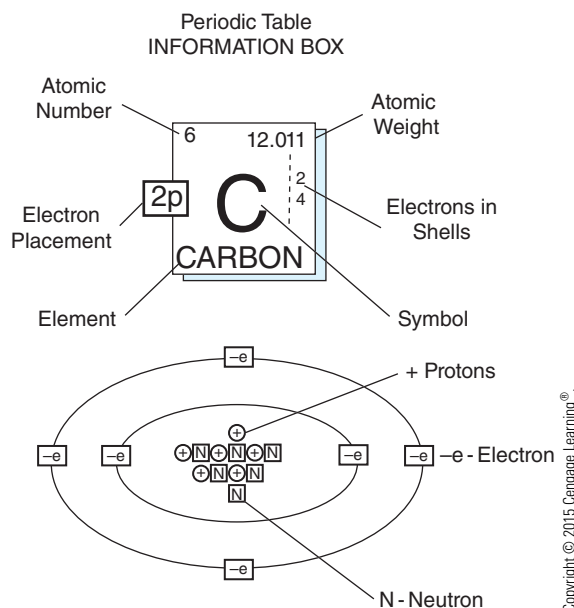 Periodic Table
INFORMATION BOX
Atomic
Number
Atomic
Weight
6
12.011
2
4
2p
C
CARBON
Electron
Placement
Electrons in
Shells
Element
Symbol
–e
+ Protons
+
–e
–e
+ N + N + N
–e
–e
–e - Electron
+ N + N
N
–e
N - Neutron
Copyright © 2015 Cengage Learning®.